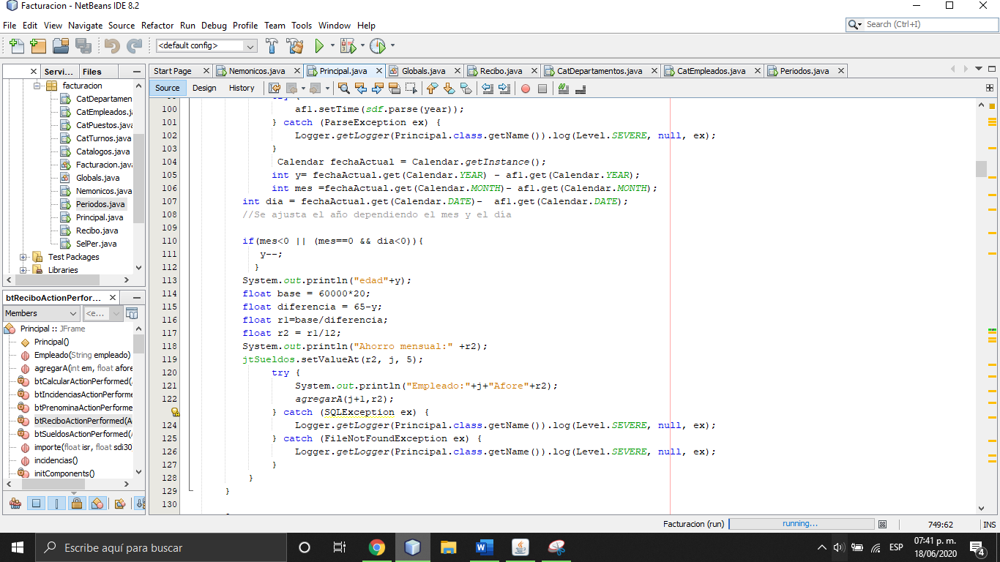 Facturacion - NetBeans IDE 8.2
File Edit View Navigate Source Refactor Run Debug Profile Team Tools Window Help
Search (Ctrl+I)
<default config>
Servi... Files
facturacion
CatDepartamen
CatEmpleados.ja
CatPuestos.java
CatTurnos.java
Catalogos.java
Facturacion.java
Globals.java
Nemonicos.java
Periodos.java
Principal.java
Recibo.java
SelPer.java
Test Packages
Libraries
btReciboActionPerfor...
Members
<e...
Principal :: JFrame
Principal()
Empleado(String empleado)
agregarA(int em, float afore
btCalcularActionPerformed(A
btIncidenciasActionPerforme
btPrenominaActionPerforme
btReciboActionPerformed(A
btSueldosActionPerformed(A
importe(float isr, float sdi30
incidencias()
initComponents()
Start Page Nemonicos.java Principal.java Globals.java Recibo.java CatDepartamentos.java CatEmpleados.java Periodos.java
Source Design History
100 af1.setTime(sdf.parse(year));
101 } catch (ParseException ex) {
102 Logger.getLogger(Principal.class.getName()).log(Level.SEVERE, null, ex);
103 }
104 Calendar fechaActual = Calendar.getInstance();
105 int y= fechaActual.get(Calendar.YEAR) - af1.get(Calendar.YEAR);
106 int mes =fechaActual.get(Calendar.MONTH)- af1.get(Calendar.MONTH);
107 int dia = fechaActual.get(Calendar.DATE)- af1.get(Calendar.DATE);
108 //Se ajusta el año dependiendo el mes y el día
109
110 if(mes<0 || (mes==0 && dia<0)){
111 y--;
112 }
113 System.out.println("edad"+y);
114 float base = 60000*20;
115 float diferencia = 65-y;
116 float r1=base/diferencia;
117 float r2 = r1/12;
118 System.out.println("Ahorro mensual:" +r2);
119 jtSueldos.setValueAt(r2, j, 5);
120 try {
121 System.out.println("Empleado:"+j+"Afore"+r2);
122 agregarA(j+1,r2);
} catch (SQLException ex) {
124 Logger.getLogger(Principal.class.getName()).log(Level.SEVERE, null, ex);
125 } catch (FileNotFoundException ex) {
126 Logger.getLogger(Principal.class.getName()).log(Level.SEVERE, null, ex);
127 }
128 }
129 }
130
Facturacion (run) running... 749:62 INS
Escribe aquí para buscar
ESP
07:41 p. m.
18/06/2020
4